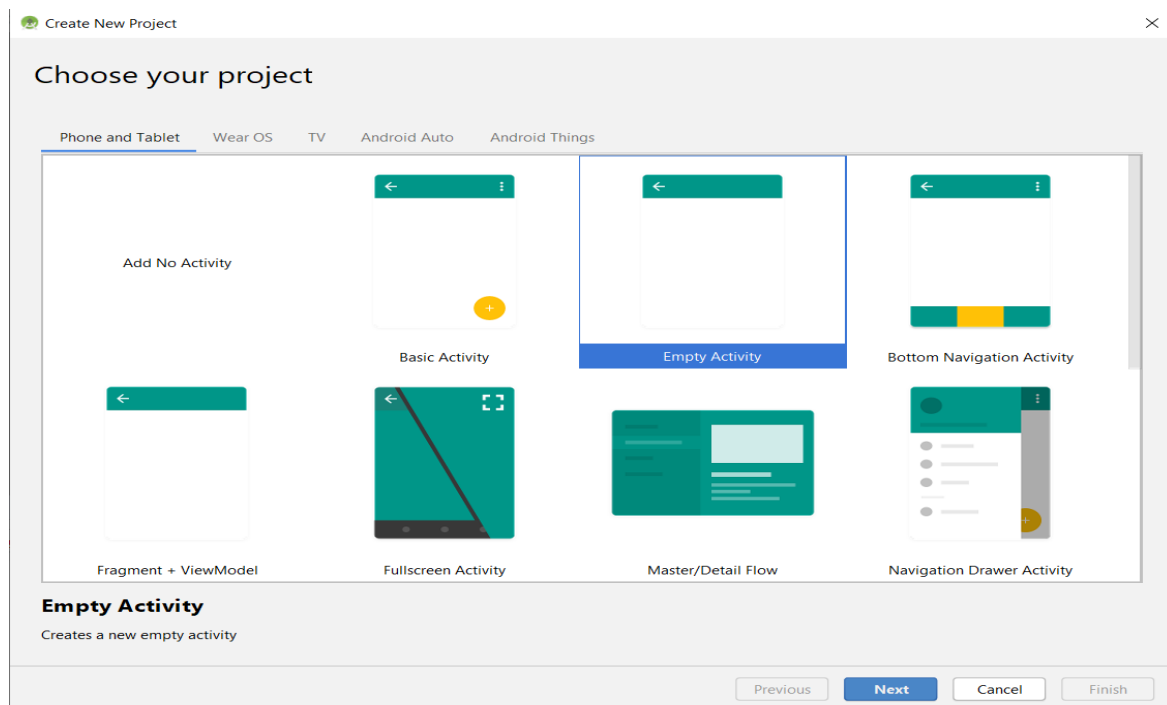 Create New Project
Choose your project
Phone and Tablet Wear OS TV Android Auto Android Things
Add No Activity
Basic Activity Empty Activity Bottom Navigation Activity
Fragment + ViewModel Fullscreen Activity Master/Detail Flow Navigation Drawer Activity
Empty Activity
Creates a new empty activity
Previous Next Cancel Finish